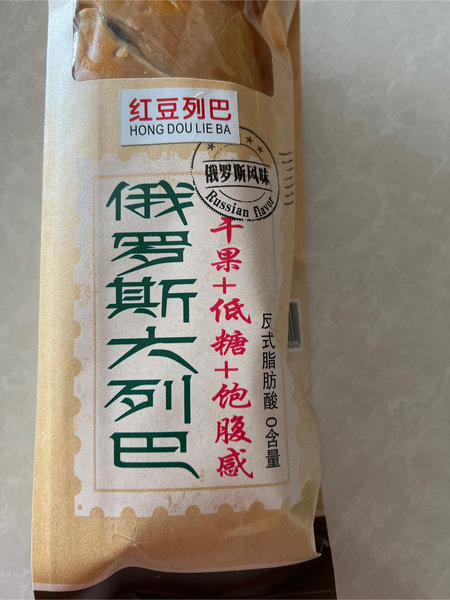 红豆列巴
HONG DOU LIE BA
俄罗斯风味
Russian flavor
俄罗斯大列巴
干果+低糖+饱腹感
反式脂肪酸0含量